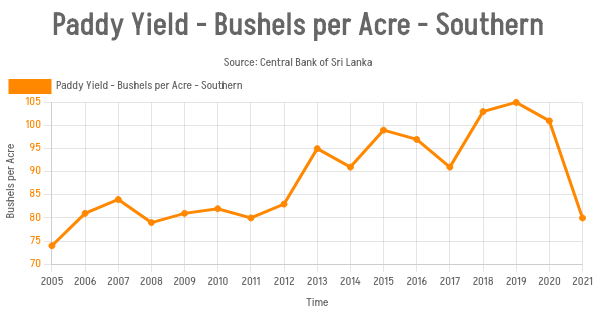 Paddy Yield - Bushels per Acre - Southern
Source: Central Bank of Sri Lanka
Paddy Yield - Bushels per Acre - Southern
Bushels per Acre
105
100
95
90
85
80
75
70
2005 2006 2007 2008 2009 2010 2011 2012 2013 2014 2015 2016 2017 2018 2019 2020 2021
Time